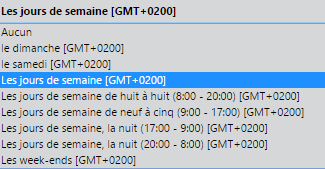 Les jours de semaine [GMT+0200]
Aucun
le dimanche [GMT+0200]
le samedi [GMT+0200]
Les jours de semaine [GMT+0200]
Les jours de semaine de huit à huit (8:00 - 20:00) [GMT+0200]
Les jours de semaine de neuf à cinq (9:00 - 17:00) [GMT+0200]
Les jours de semaine, la nuit (17:00 - 9:00) [GMT+0200]
Les jours de semaine, la nuit (20:00 - 8:00) [GMT+0200]
Les week-ends [GMT+0200]